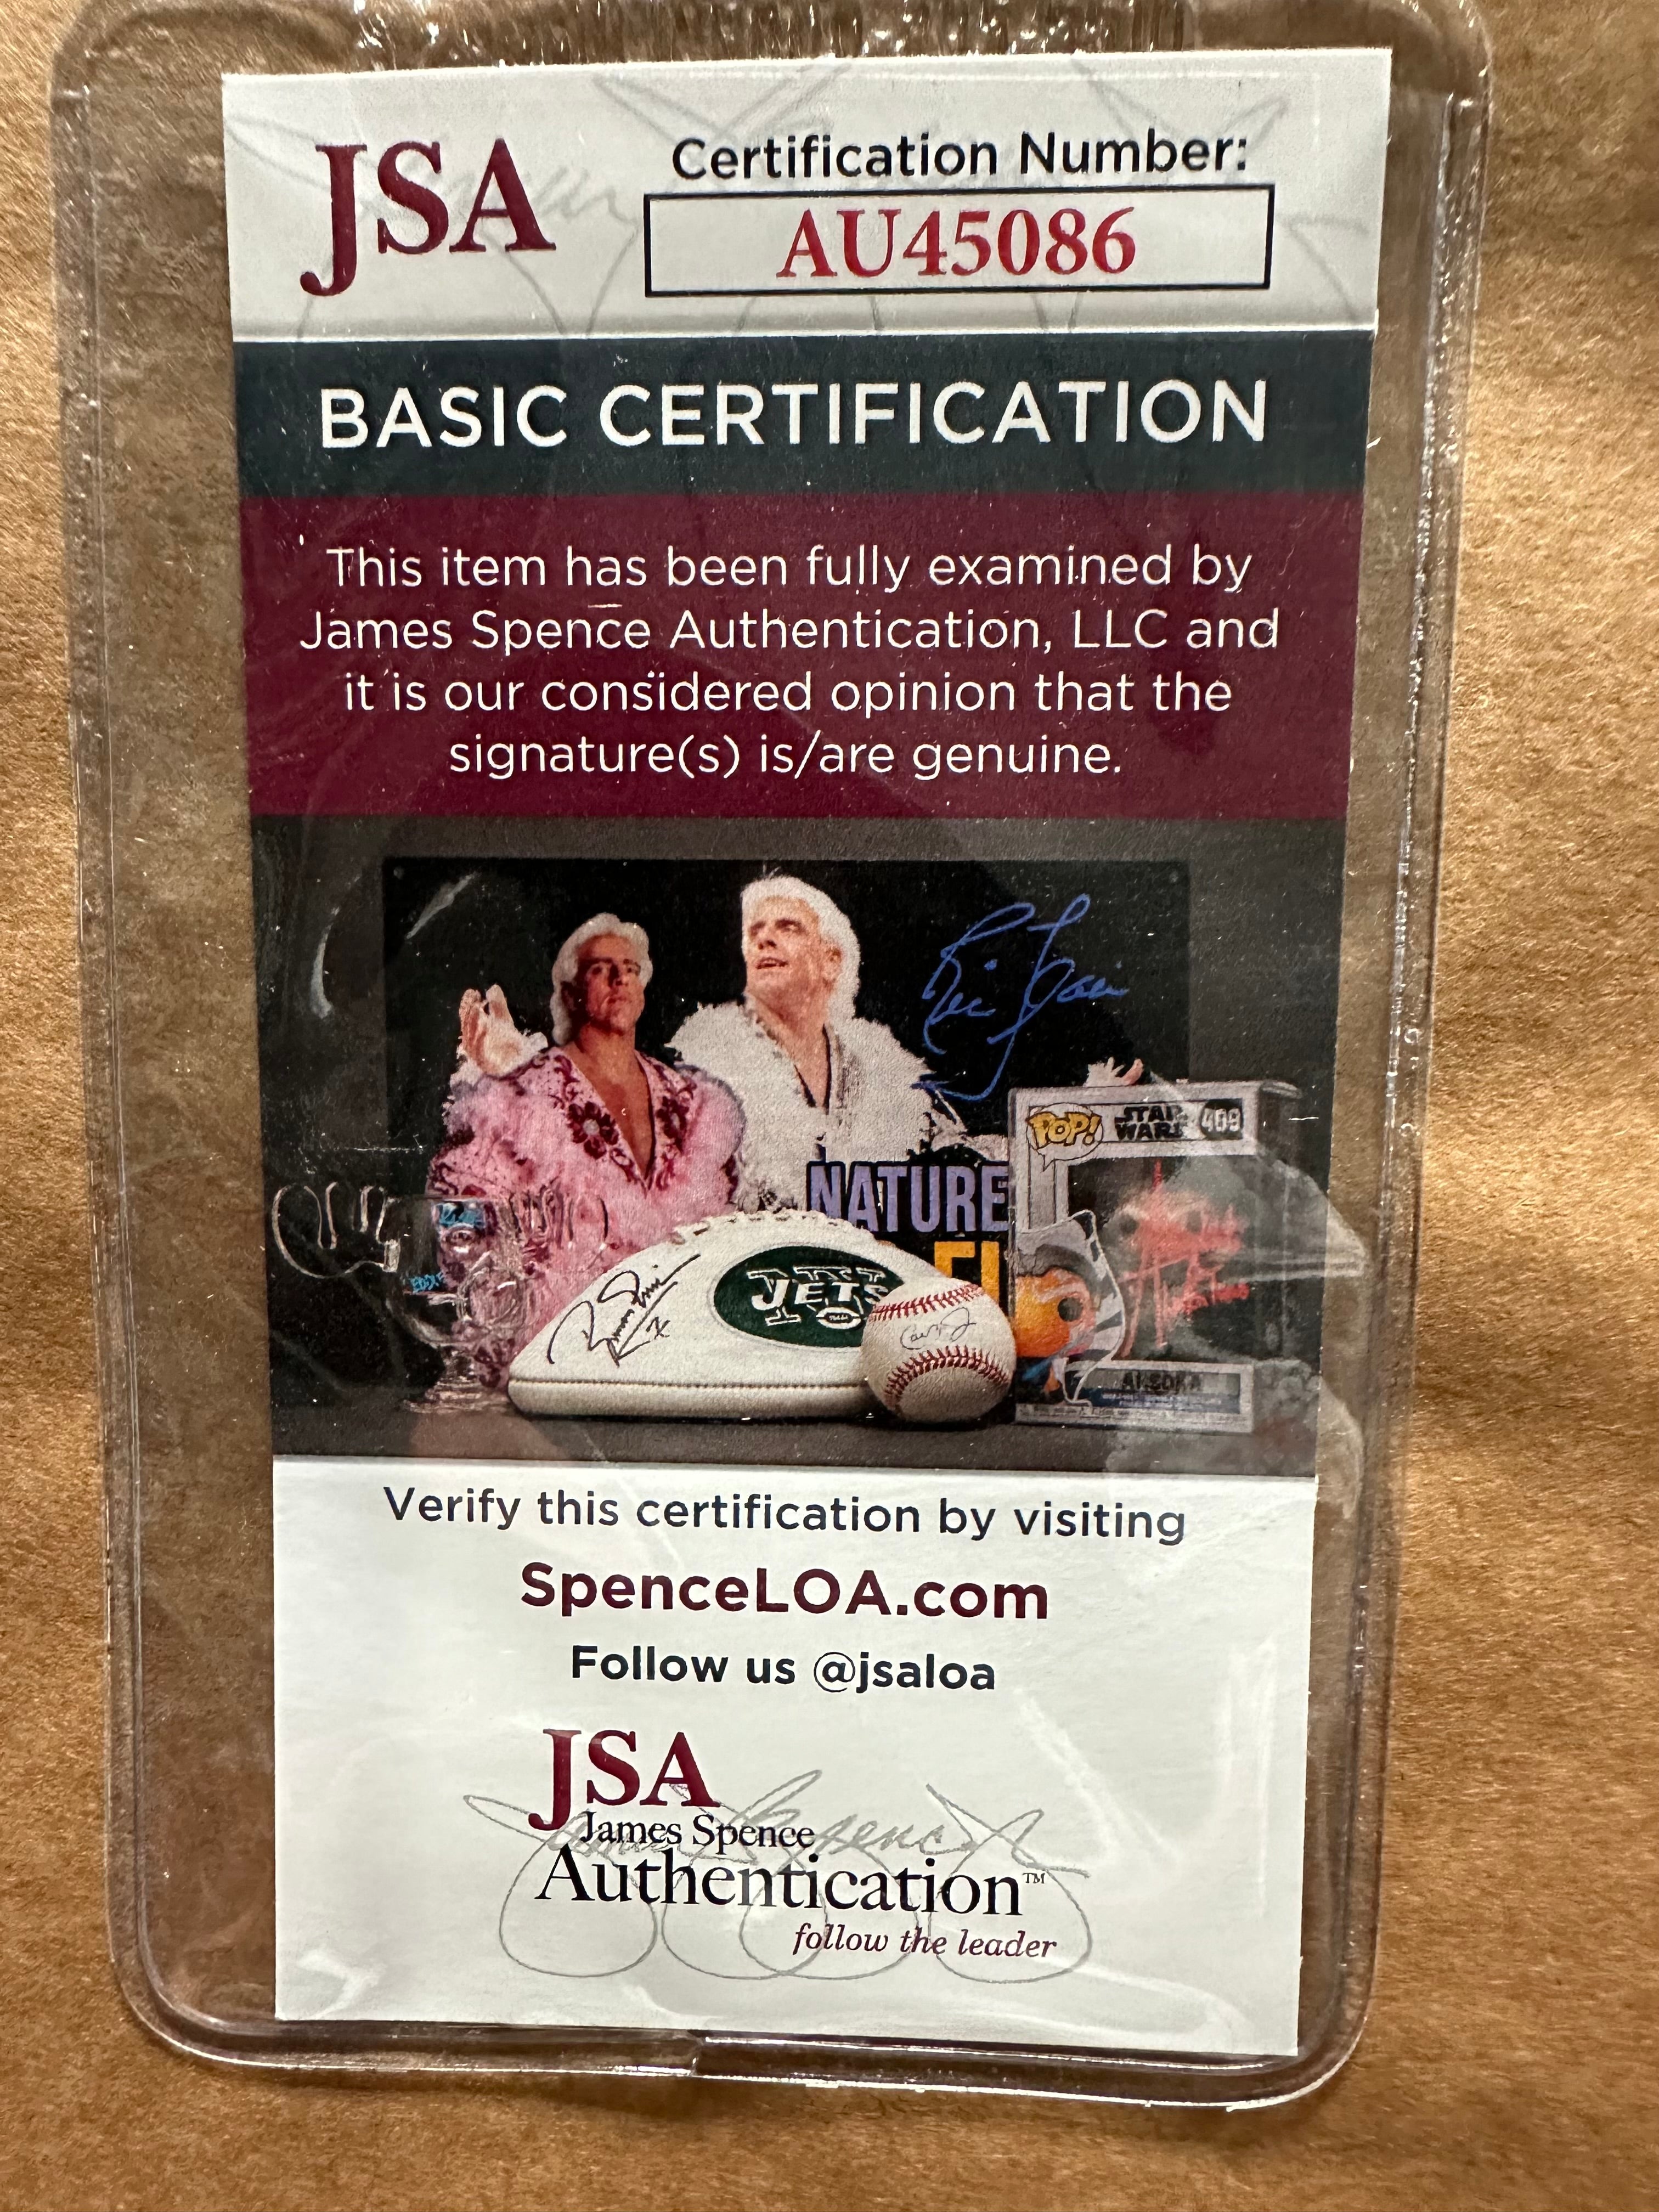 JSA
Certification Number:
AU45086
BASIC CERTIFICATION
This item has been fully examined by
James Spence Authentication, LLC and
it is our considered opinion that the
signature(s) is/are genuine.
POP!
STAR
WARS
409
NATURE
JETS
AHSOKA
Verify this certification by visiting
SpenceLOA.com
Follow us @jsaloa
JSA
James Spence
Authentication™
follow the leader